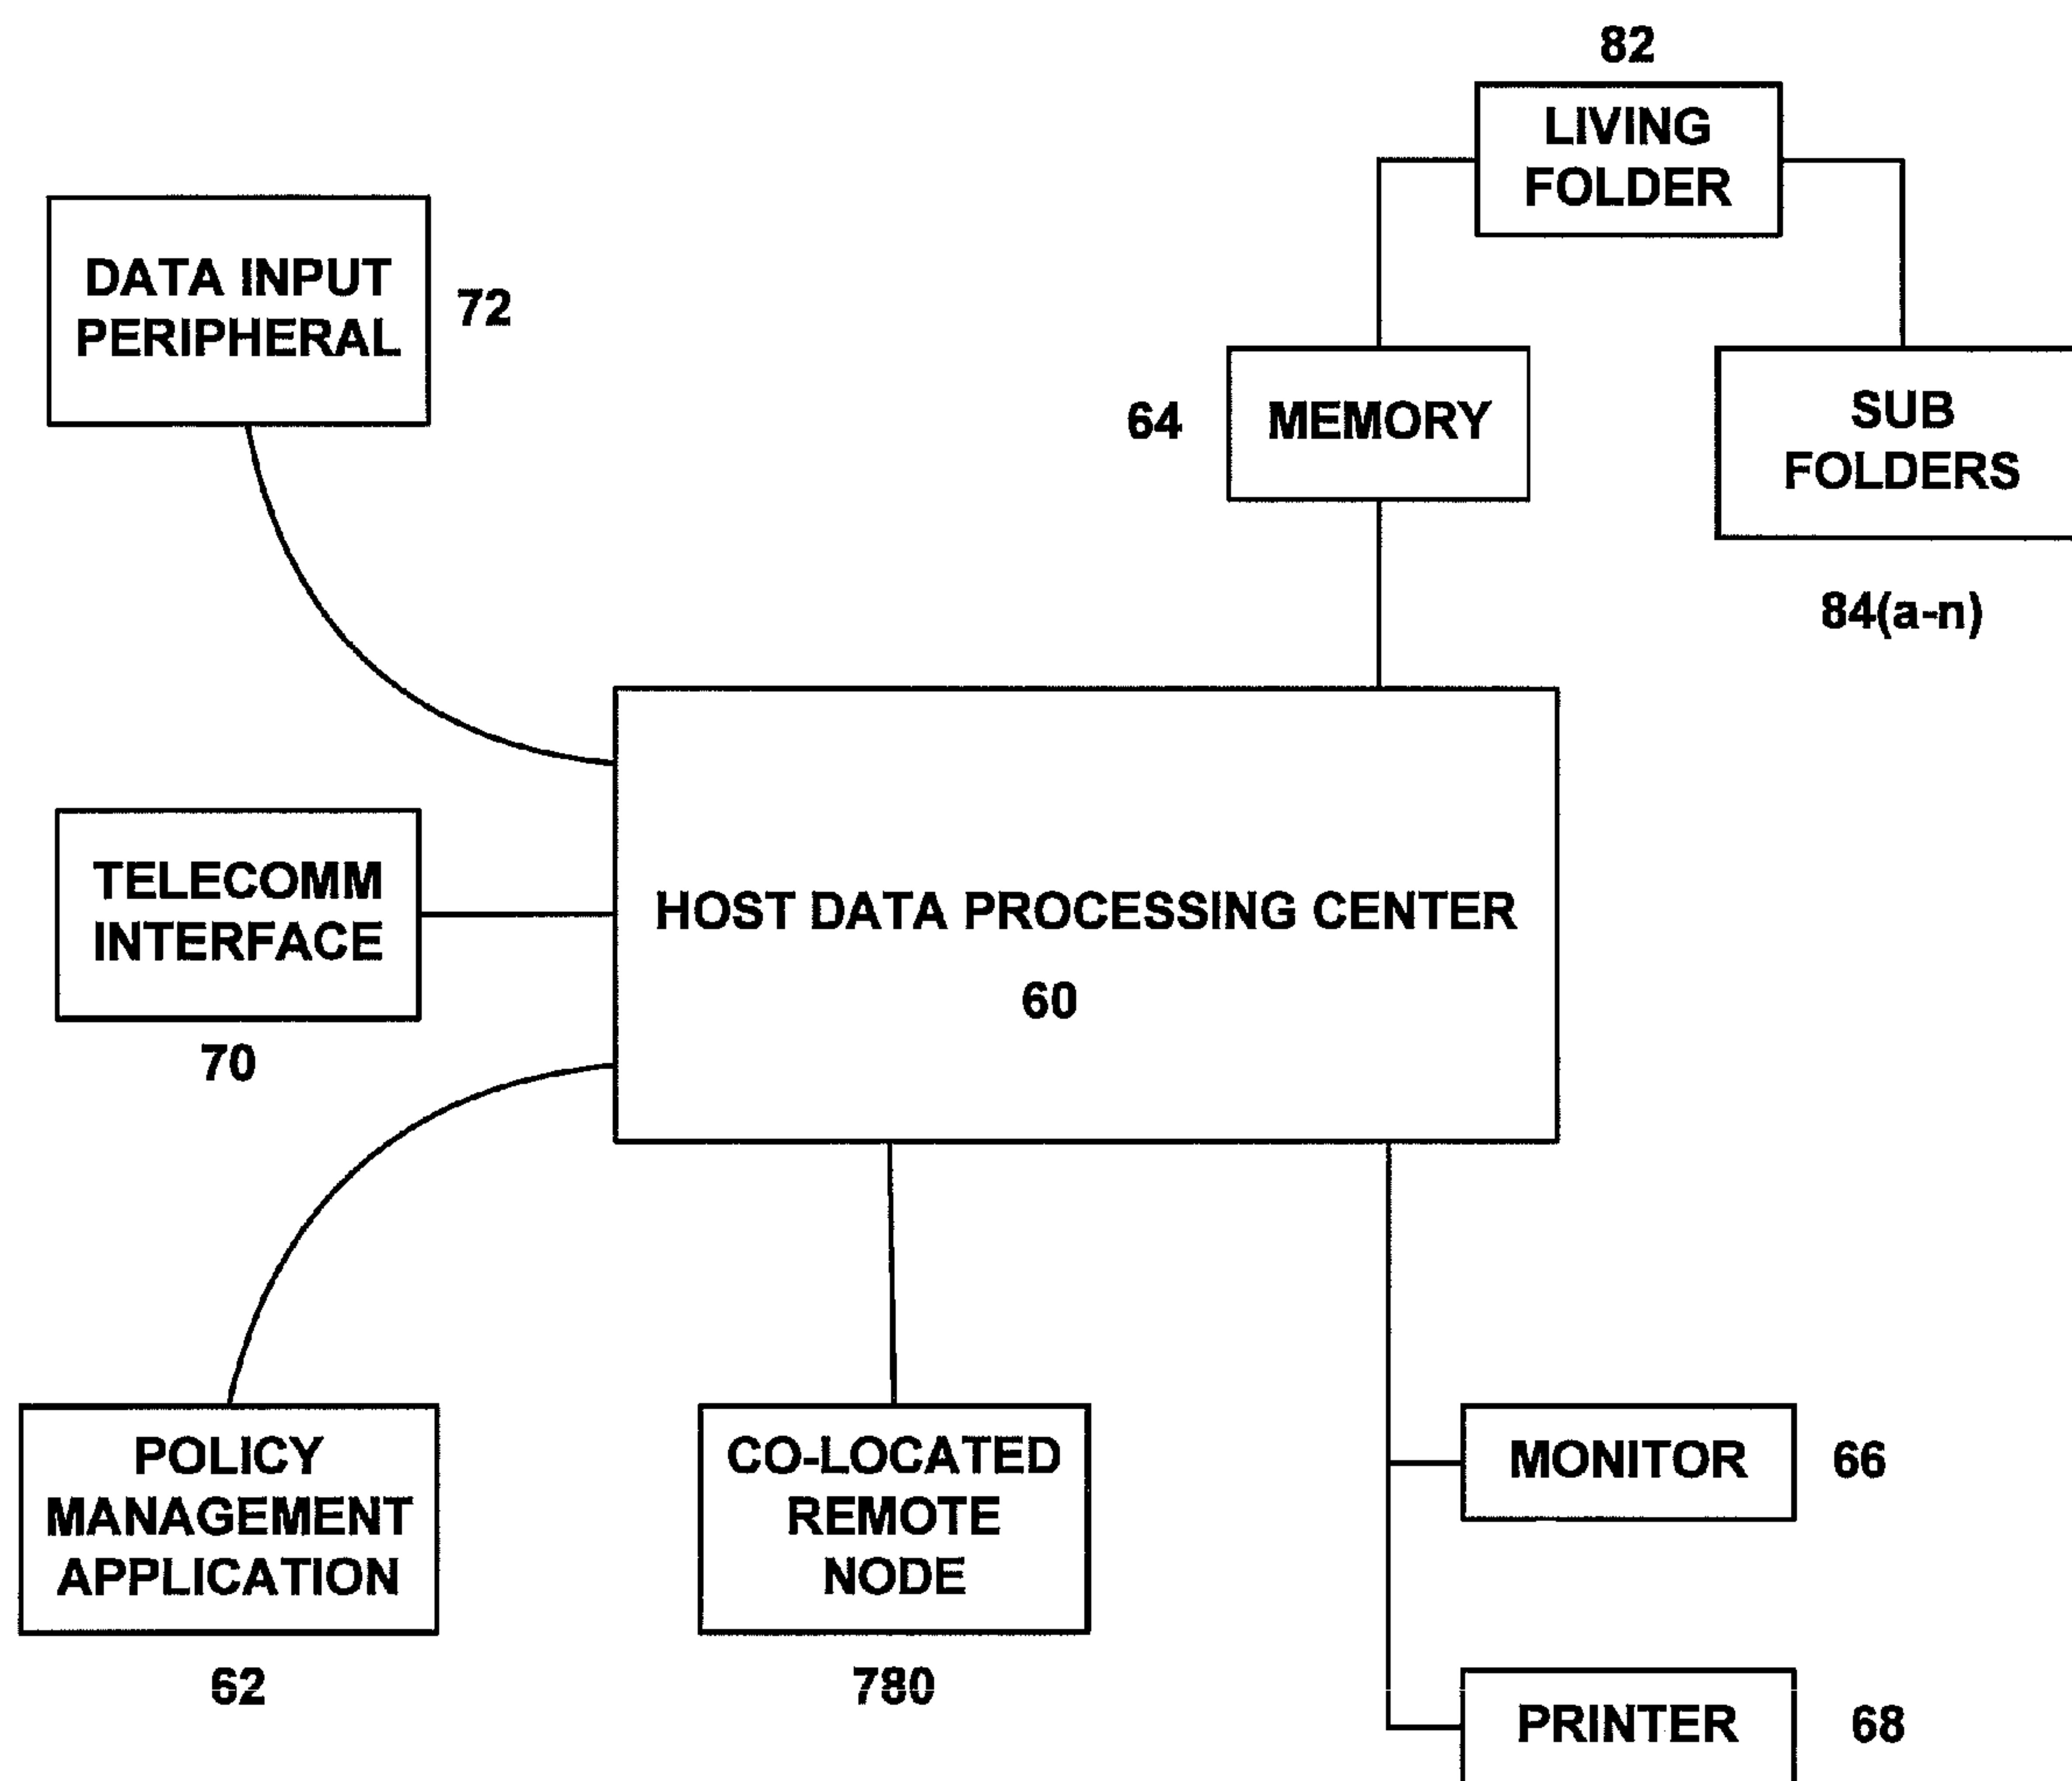 82
LIVING
FOLDER
DATA INPUT
PERIPHERAL
72
64
MEMORY
SUB
FOLDERS
84(a-n)
TELECOMM
INTERFACE
70
HOST DATA PROCESSING CENTER
60
POLICY
MANAGEMENT
APPLICATION
62
CO-LOCATED
REMOTE
NODE
780
MONITOR
66
PRINTER
68